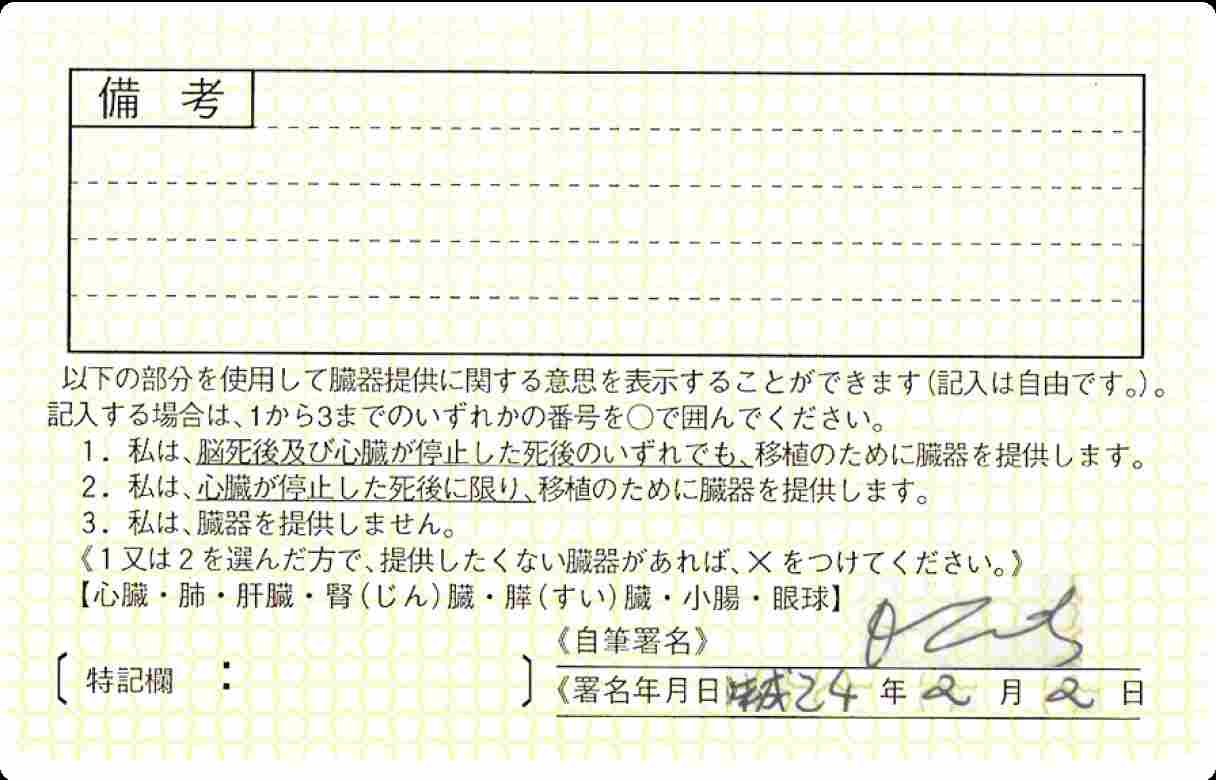 備 考
以下の部分を使用して臓器提供に関する意思を表示することができます(記入は自由です。)。
記入する場合は、1から3までのいずれかの番号を〇で囲んでください。
1. 私は、脳死後及び心臓が停止した死後のいずれでも、移植のために臓器を提供します。
2. 私は、心臓が停止した死後に限り、移植のために臓器を提供します。
3. 私は、臓器を提供しません。
《1又は2を選んだ方で、提供したくない臓器があれば、×をつけてください。》
【心臓・肺・肝臓・腎(じん)臓・膵(すい)臓・小腸・眼球】
《自筆署名》
〔特記欄 : 〕
《署名年月日 平成24 年 2 月 2 日